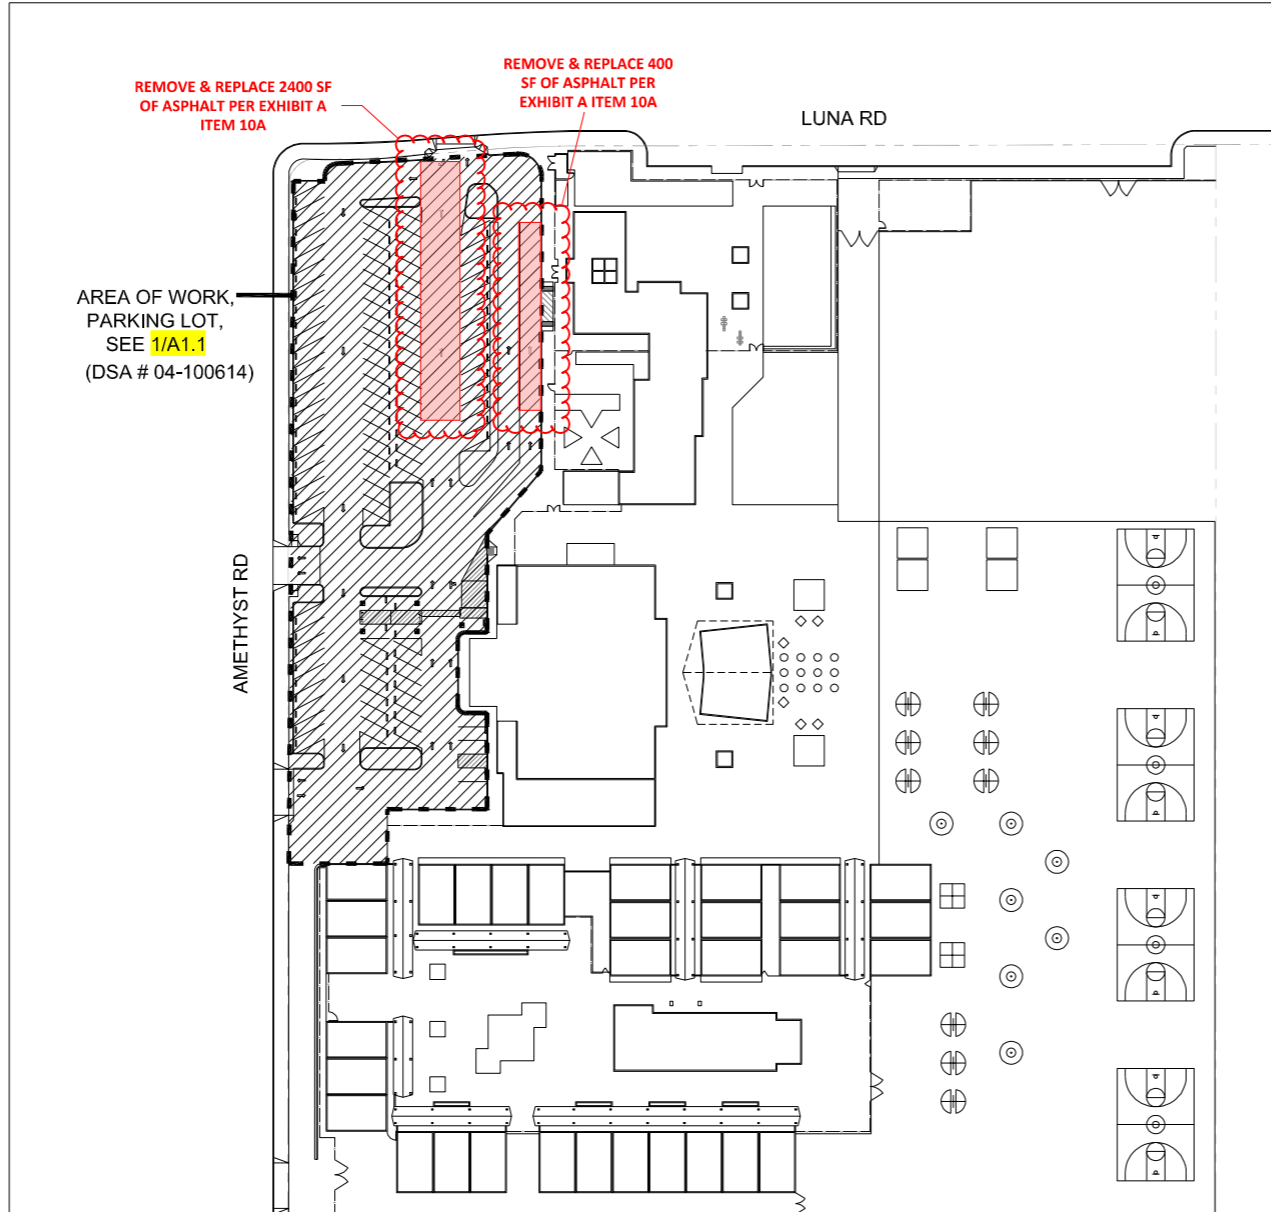 REMOVE & REPLACE 2400 SF
OF ASPHALT PER EXHIBIT A
ITEM 10A
REMOVE & REPLACE 400
SF OF ASPHALT PER
EXHIBIT A ITEM 10A
LUNA RD
AREA OF WORK,
PARKING LOT,
SEE 1/A1.1
(DSA # 04-100614)
AMETHYST RD